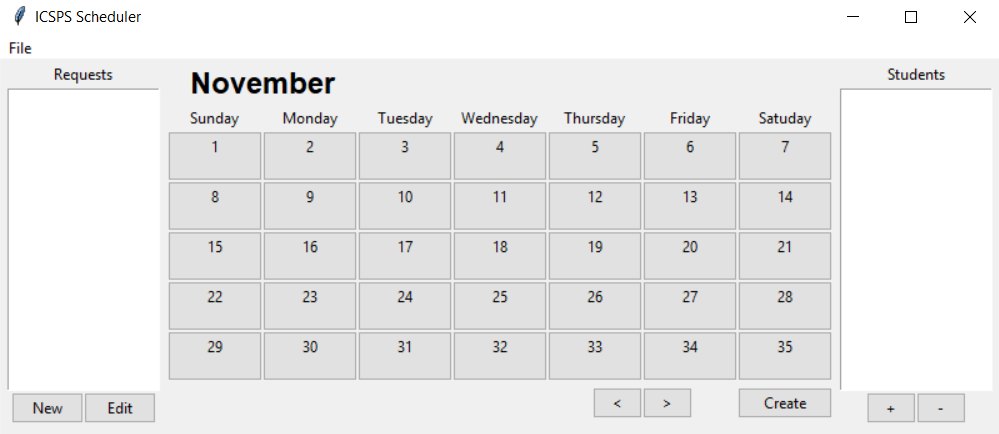 ICSPS Scheduler
File
Requests
November
Students
Sunday Monday Tuesday Wednesday Thursday Friday Satuday
1 2 3 4 5 6 7
8 9 10 11 12 13 14
15 16 17 18 19 20 21
22 23 24 25 26 27 28
29 30 31 32 33 34 35
New Edit < > Create + -